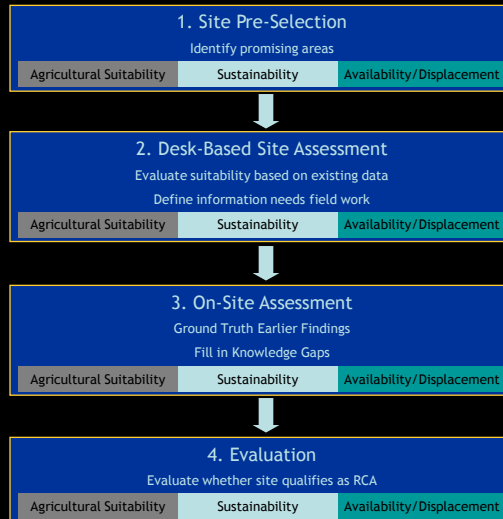 1. Site Pre-Selection
Identify promising areas
Agricultural Suitability Sustainability Availability/Displacement
2. Desk-Based Site Assessment
Evaluate suitability based on existing data
Define information needs field work
Agricultural Suitability Sustainability Availability/Displacement
3. On-Site Assessment
Ground Truth Earlier Findings
Fill in Knowledge Gaps
Agricultural Suitability Sustainability Availability/Displacement
4. Evaluation
Evaluate whether site qualifies as RCA
Agricultural Suitability Sustainability Availability/Displacement